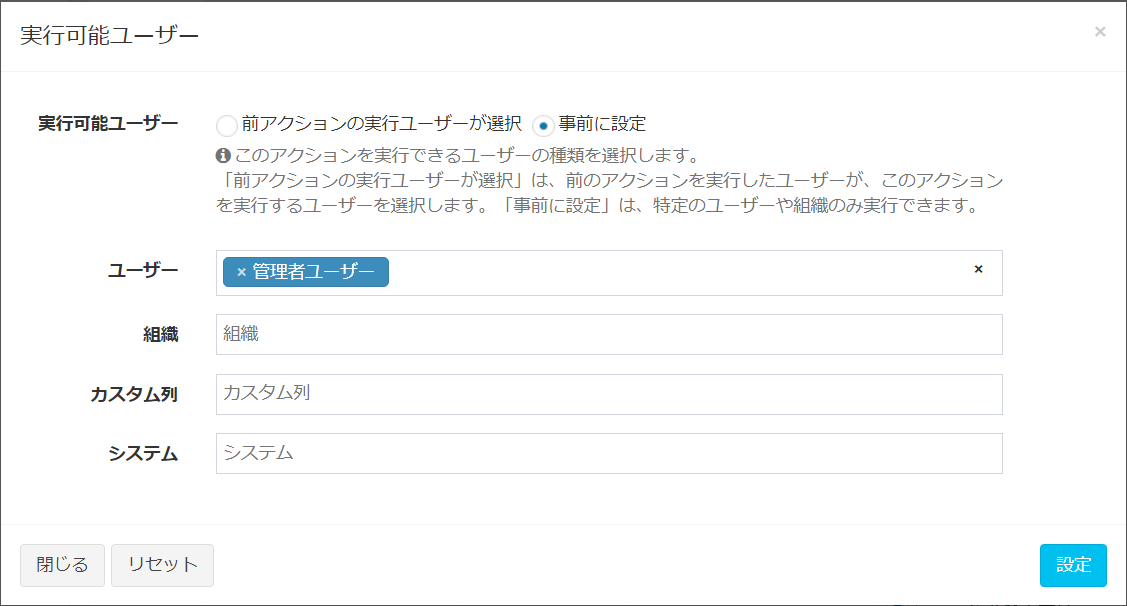 実行可能ユーザー
×
実行可能ユーザー 前アクションの実行ユーザーが選択 事前に設定
このアクションを実行できるユーザーの種類を選択します。
「前アクションの実行ユーザーが選択」は、前のアクションを実行したユーザーが、このアクション
を実行するユーザーを選択します。「事前に設定」は、特定のユーザーや組織のみ実行できます。
ユーザー × 管理者ユーザー ×
組織 組織
カスタム列 カスタム列
システム システム
閉じる リセット 設定